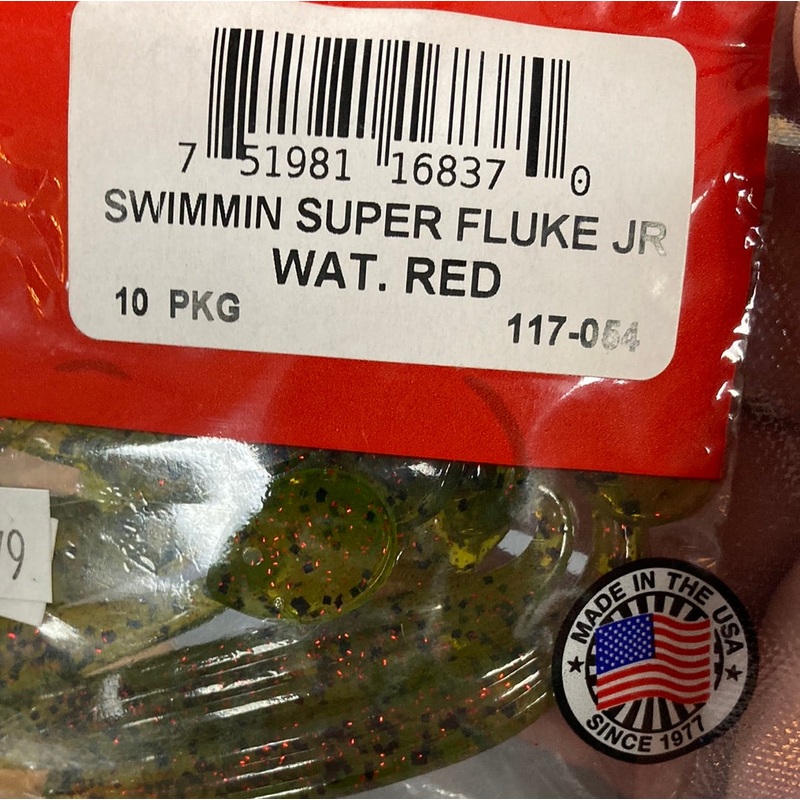 7 51981 16837 0
SWIMMIN SUPER FLUKE JR
WAT. RED
10 PKG
117-054
9
MADE IN THE USA
SINCE 1977